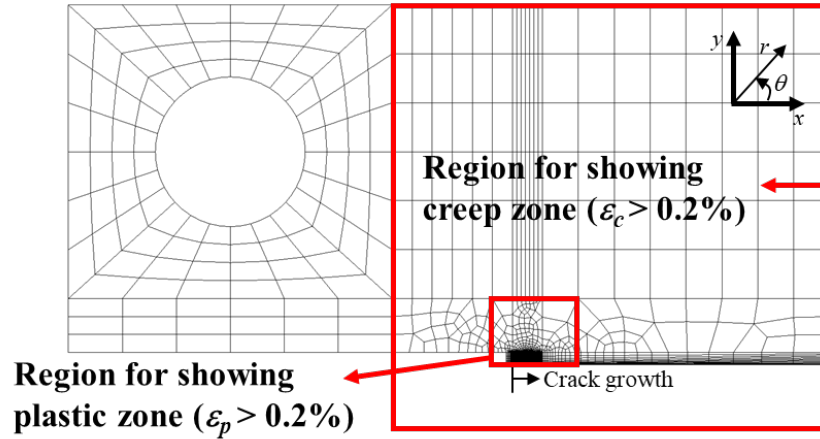 y
r
θ
x
Region for showing
creep zone (εc > 0.2%)
Crack growth
Region for showing
plastic zone (εp > 0.2%)